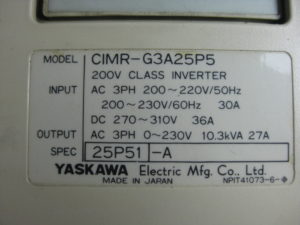 MODEL CIMR-G3A25P5
200V CLASS INVERTER
INPUT AC 3PH 200~220V/50Hz
200~230V/60Hz 30A
DC 270~310V 36A
OUTPUT AC 3PH 0~230V 10.3kVA 27A
SPEC 25P51 -A
YASKAWA Electric Mfg. Co., Ltd.
MADE IN JAPAN NPIT41073-6-